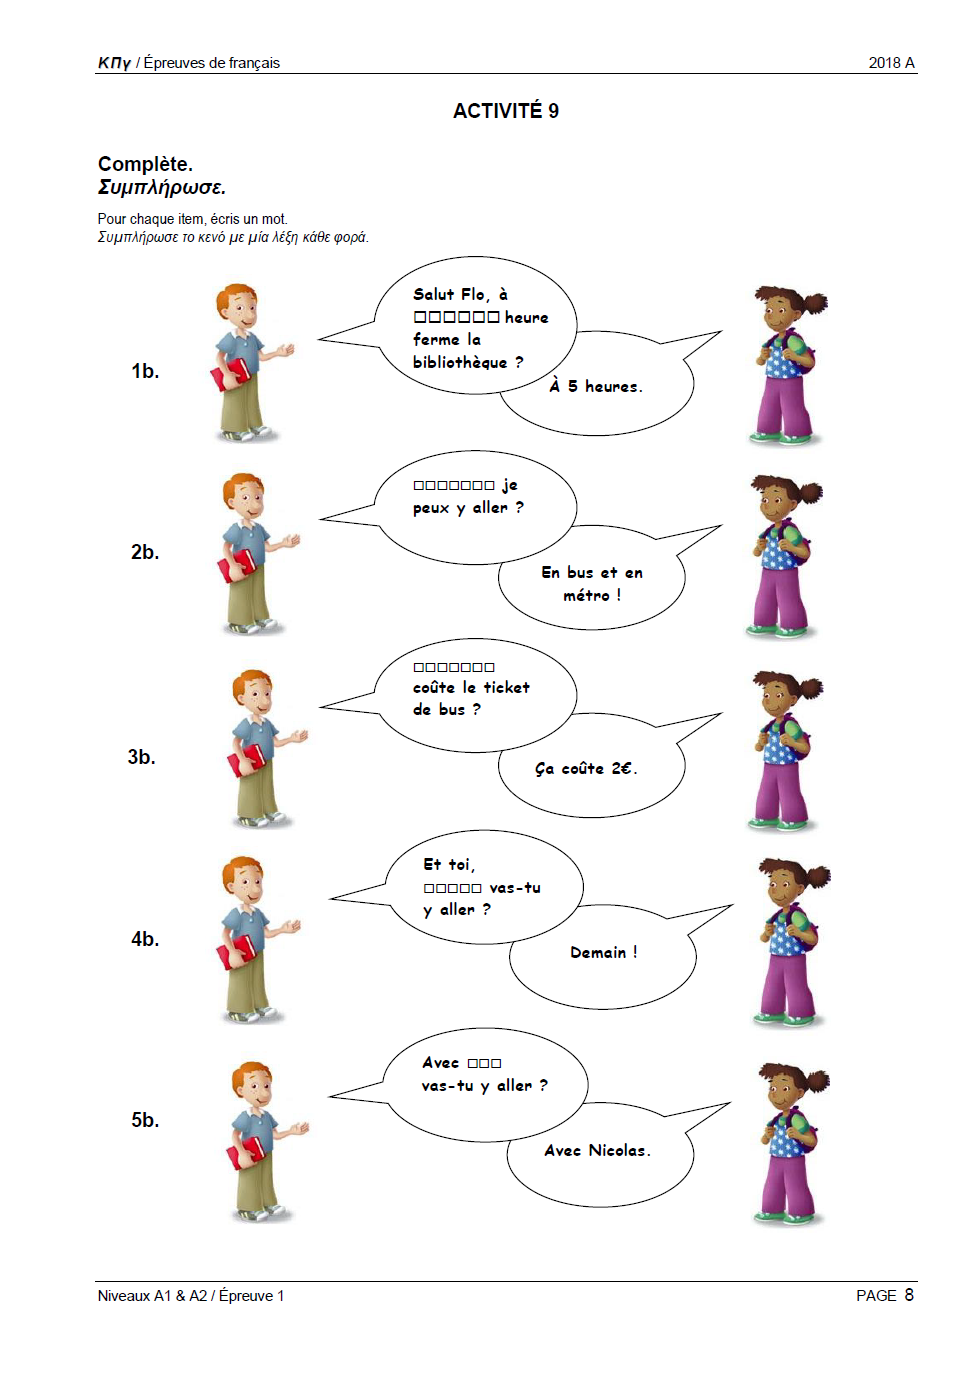 ΚΠγ / Épreuves de français 2018 A
ACTIVITÉ 9
Complète.
Συμπλήρωσε.
Pour chaque item, écris un mot.
Συμπλήρωσε το κενό με μία λέξη κάθε φορά.
1b.
Salut Flo, à
□□□□□□ heure
ferme la
bibliothèque ?
À 5 heures.
2b.
□□□□□□□ je
peux y aller ?
En bus et en
métro !
3b.
□□□□□□□
coûte le ticket
de bus ?
Ça coûte 2€.
4b.
Et toi,
□□□□□ vas-tu
y aller ?
Demain !
5b.
Avec □□□
vas-tu y aller ?
Avec Nicolas.
Niveaux A1 & A2 / Épreuve 1 PAGE 8